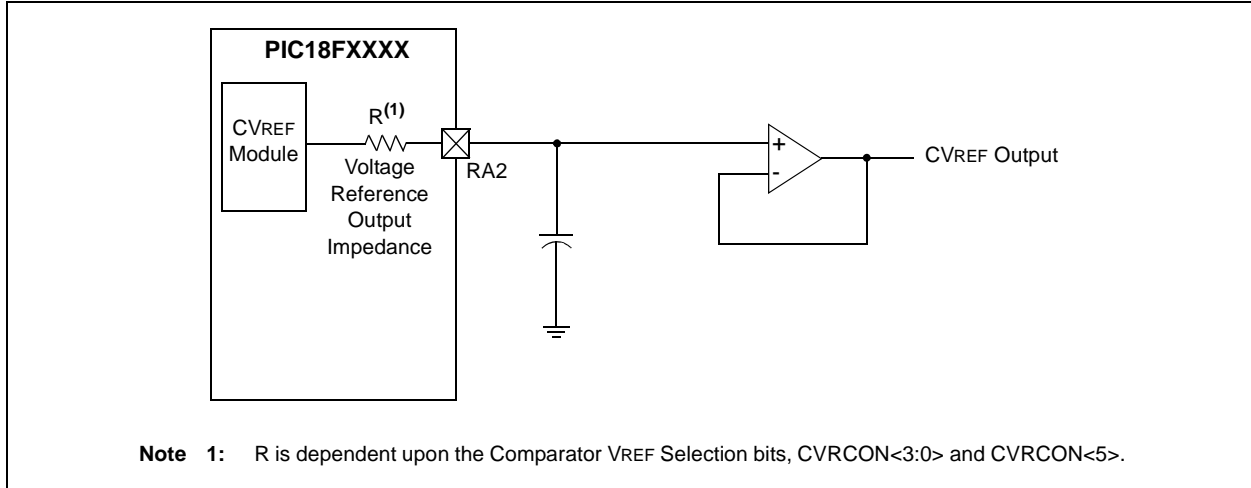 PIC18FXXXX
CVREF
Module
R(1)
Voltage
Reference
Output
Impedance
RA2
+
-
CVREF Output
Note 1: R is dependent upon the Comparator VREF Selection bits, CVRCON<3:0> and CVRCON<5>.